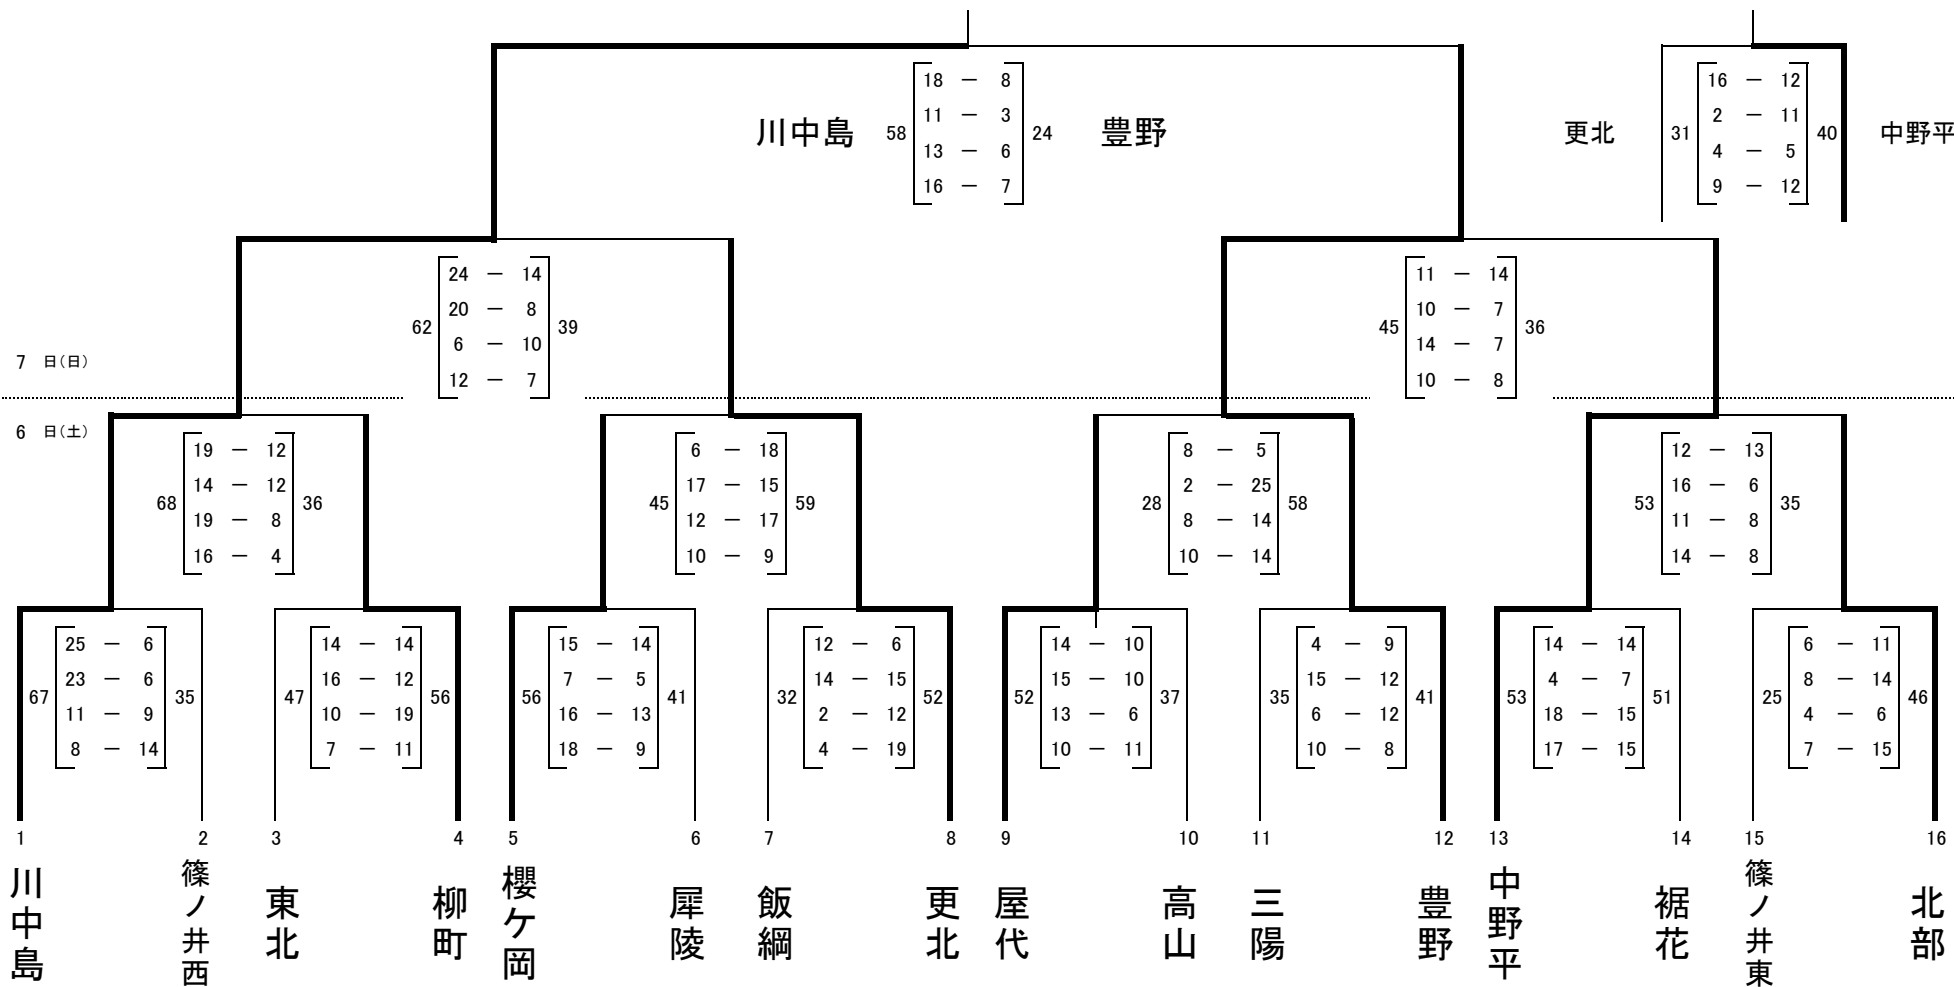 18 － 8
16 － 12
11 － 3
2 － 11
川中島 58 24 豊野
更北 31 40 中野平
13 － 6
4 － 5
16 － 7
9 － 12
24 － 14
11 － 14
20 － 8
10 － 7
62 39
45 36
6 － 10
14 － 7
7 日(日)
12 － 7
10 － 8
6 日(土)
19 － 12
6 － 18
8 － 5
12 － 13
14 － 12
17 － 15
2 － 25
16 － 6
68 36
45 59
28 58
53 35
19 － 8
12 － 17
8 － 14
11 － 8
16 － 4
10 － 9
10 － 14
14 － 8
25 － 6
14 － 14
15 － 14
12 － 6
14 － 10
4 － 9
14 － 14
6 － 11
23 － 6
16 － 12
7 － 5
14 － 15
15 － 10
15 － 12
4 － 7
8 － 14
67 35
47 56
56 41
32 52
52 37
35 41
53 51
25 46
11 － 9
10 － 19
16 － 13
2 － 12
13 － 6
6 － 12
18 － 15
4 － 6
8 － 14
7 － 11
18 － 9
4 － 19
10 － 11
10 － 8
17 － 15
7 － 15
1 2 3 4 5 6 7 8 9 10 11 12 13 14 15 16
川中島
篠ノ井西
東北
柳町
櫻ケ岡
犀陵
飯綱
更北
屋代
高山
三陽
豊野
中野平
裾花
篠ノ井東
北部